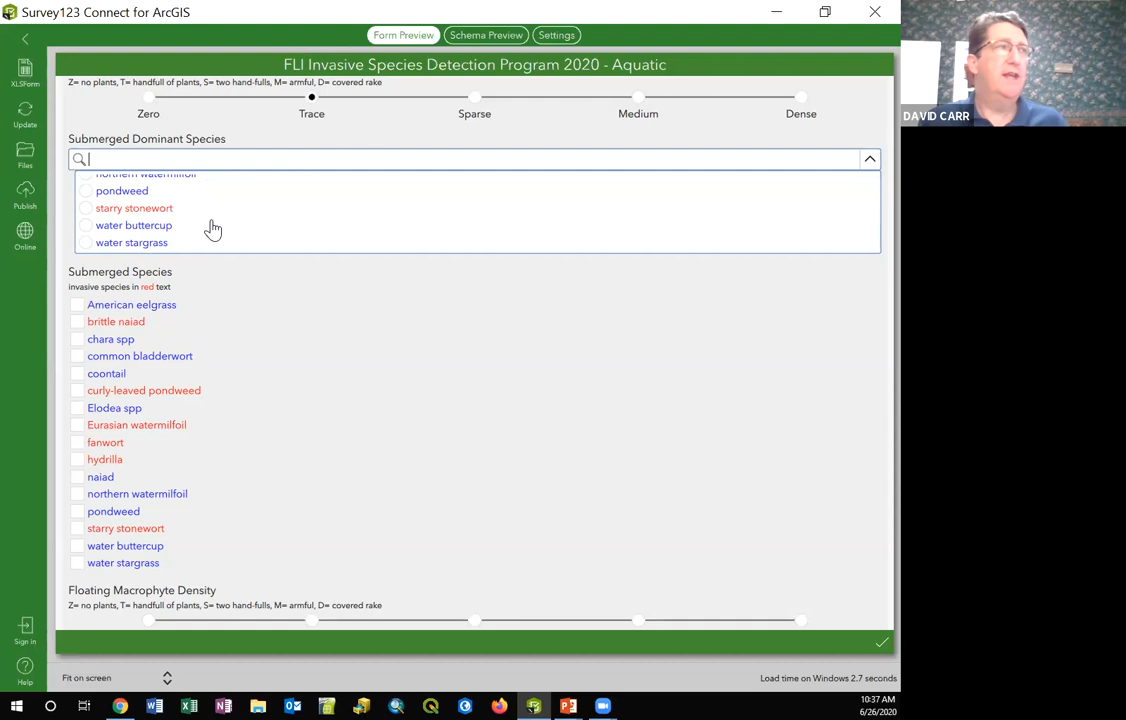 Survey123 Connect for ArcGIS
Form Preview
Schema Preview
Settings
XLSForm
Update
Files
Publish
Online
Sign in
Help
FLI Invasive Species Detection Program 2020 - Aquatic
Z= no plants, T= handfull of plants, S= two hand-fulls, M= armful, D= covered rake
Zero
Trace
Sparse
Medium
Dense
Submerged Dominant Species
northern watermilfoil
pondweed
starry stonewort
water buttercup
water stargrass
Submerged Species
invasive species in red text
American eelgrass
brittle naiad
chara spp
common bladderwort
coontail
curly-leaved pondweed
Elodea spp
Eurasian watermilfoil
fanwort
hydrilla
naiad
northern watermilfoil
pondweed
starry stonewort
water buttercup
water stargrass
Floating Macrophyte Density
Z= no plants, T= handfull of plants, S= two hand-fulls, M= armful, D= covered rake
Fit on screen
Load time on Windows 2.7 seconds
DAVID CARR
10:37 AM
6/26/2020